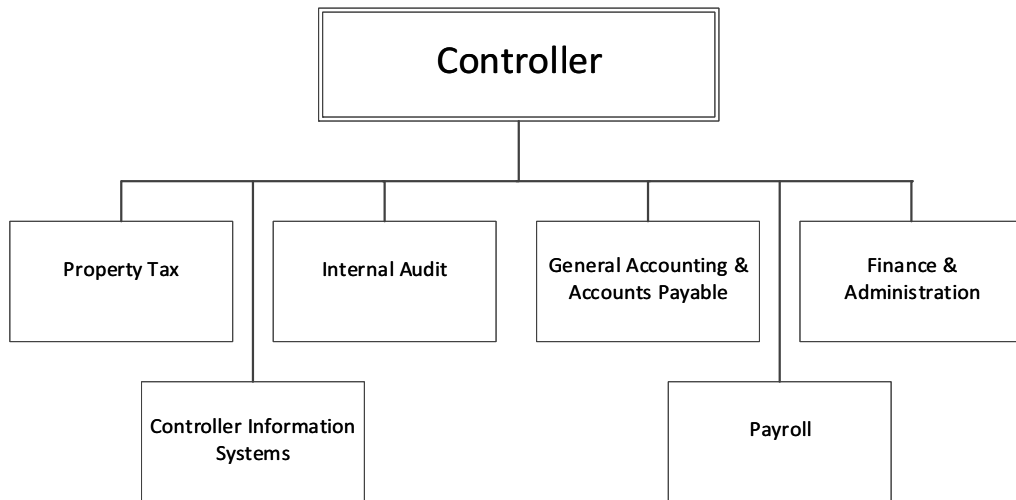 Controller
Property Tax
Internal Audit
General Accounting &
Accounts Payable
Finance &
Administration
Controller Information
Systems
Payroll